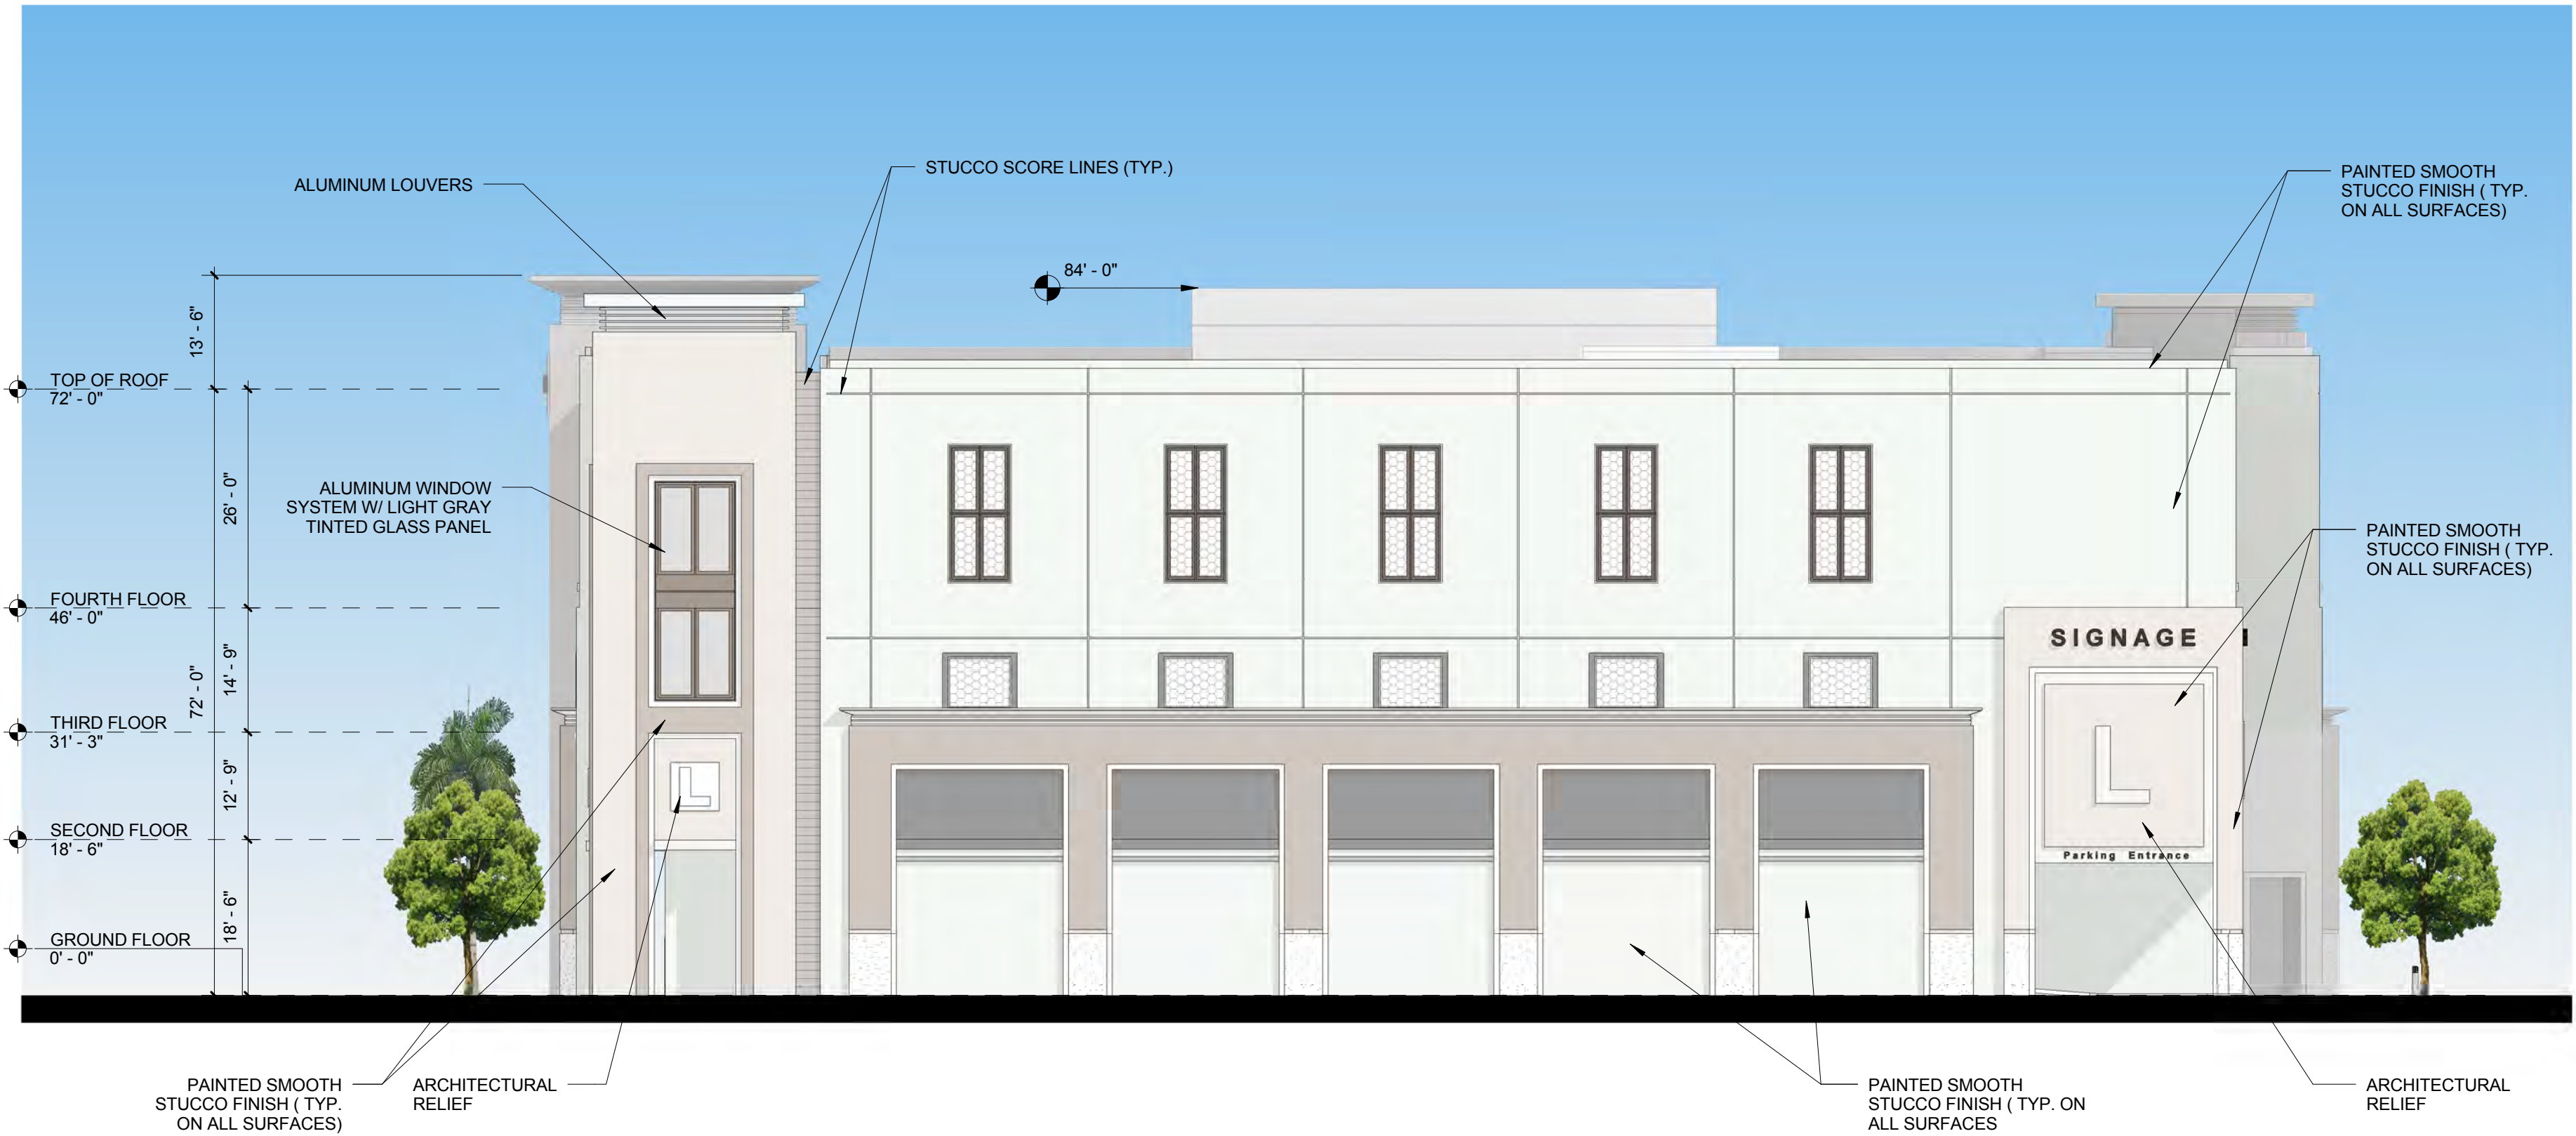 STUCCO SCORE LINES (TYP.)
ALUMINUM LOUVERS
PAINTED SMOOTH
STUCCO FINISH ( TYP.
ON ALL SURFACES)
84' - 0"
13' - 6"
TOP OF ROOF
72' - 0"
26' - 0"
ALUMINUM WINDOW
SYSTEM W/ LIGHT GRAY
TINTED GLASS PANEL
PAINTED SMOOTH
STUCCO FINISH ( TYP.
ON ALL SURFACES)
FOURTH FLOOR
46' - 0"
SIGNAGE
14' - 9"
72' - 0"
THIRD FLOOR
31' - 3"
L
L
12' - 9"
SECOND FLOOR
18' - 6"
Parking Entrance
18' - 6"
GROUND FLOOR
0' - 0"
PAINTED SMOOTH
STUCCO FINISH ( TYP.
ON ALL SURFACES)
ARCHITECTURAL
RELIEF
PAINTED SMOOTH
STUCCO FINISH ( TYP. ON
ALL SURFACES
ARCHITECTURAL
RELIEF